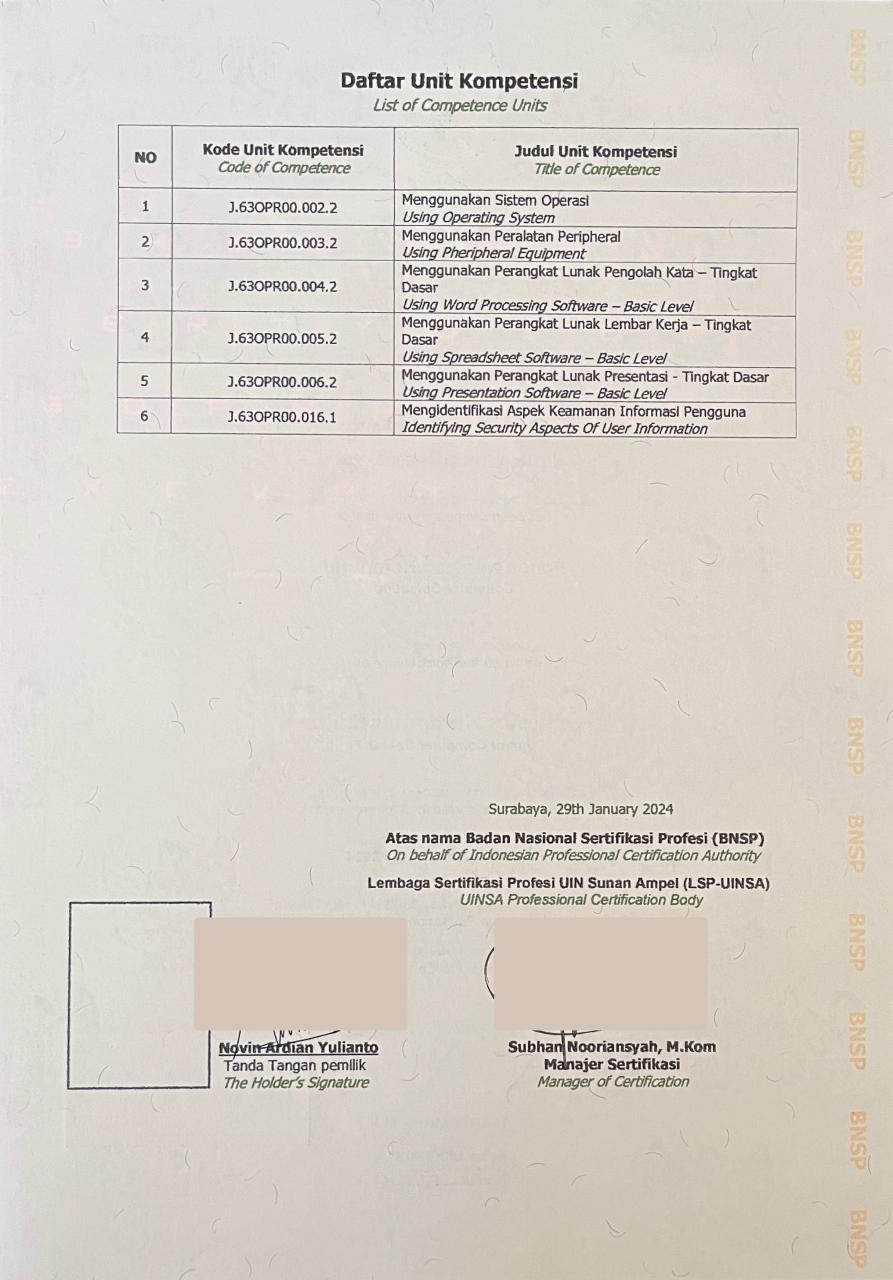 Daftar Unit Kompetensi
List of Competence Units
NO
Kode Unit Kompetensi
Code of Competence
Judul Unit Kompetensi
Title of Competence
1
J.63OPR00.002.2
Menggunakan Sistem Operasi
Using Operating System
2
J.63OPR00.003.2
Menggunakan Peralatan Peripheral
Using Pheripheral Equipment
3
J.63OPR00.004.2
Menggunakan Perangkat Lunak Pengolah Kata – Tingkat
Dasar
Using Word Processing Software – Basic Level
4
J.63OPR00.005.2
Menggunakan Perangkat Lunak Lembar Kerja – Tingkat
Dasar
Using Spreadsheet Software – Basic Level
5
J.63OPR00.006.2
Menggunakan Perangkat Lunak Presentasi - Tingkat Dasar
Using Presentation Software – Basic Level
6
J.63OPR00.016.1
Mengidentifikasi Aspek Keamanan Informasi Pengguna
Identifying Security Aspects Of User Information
Surabaya, 29th January 2024
Atas nama Badan Nasional Sertifikasi Profesi (BNSP)
On behalf of Indonesian Professional Certification Authority
Lembaga Sertifikasi Profesi UIN Sunan Ampel (LSP-UINSA)
UINSA Professional Certification Body
Novin Ardian Yulianto
Tanda Tangan pemilik
The Holder's Signature
Subhan Nooriansyah, M.Kom
Manajer Sertifikasi
Manager of Certification
BNSP
BNSP
BNSP
BNSP
BNSP
BNSP
BNSP
BNSP
BNSP
BNSP
BNSP
BNSP
BNSP